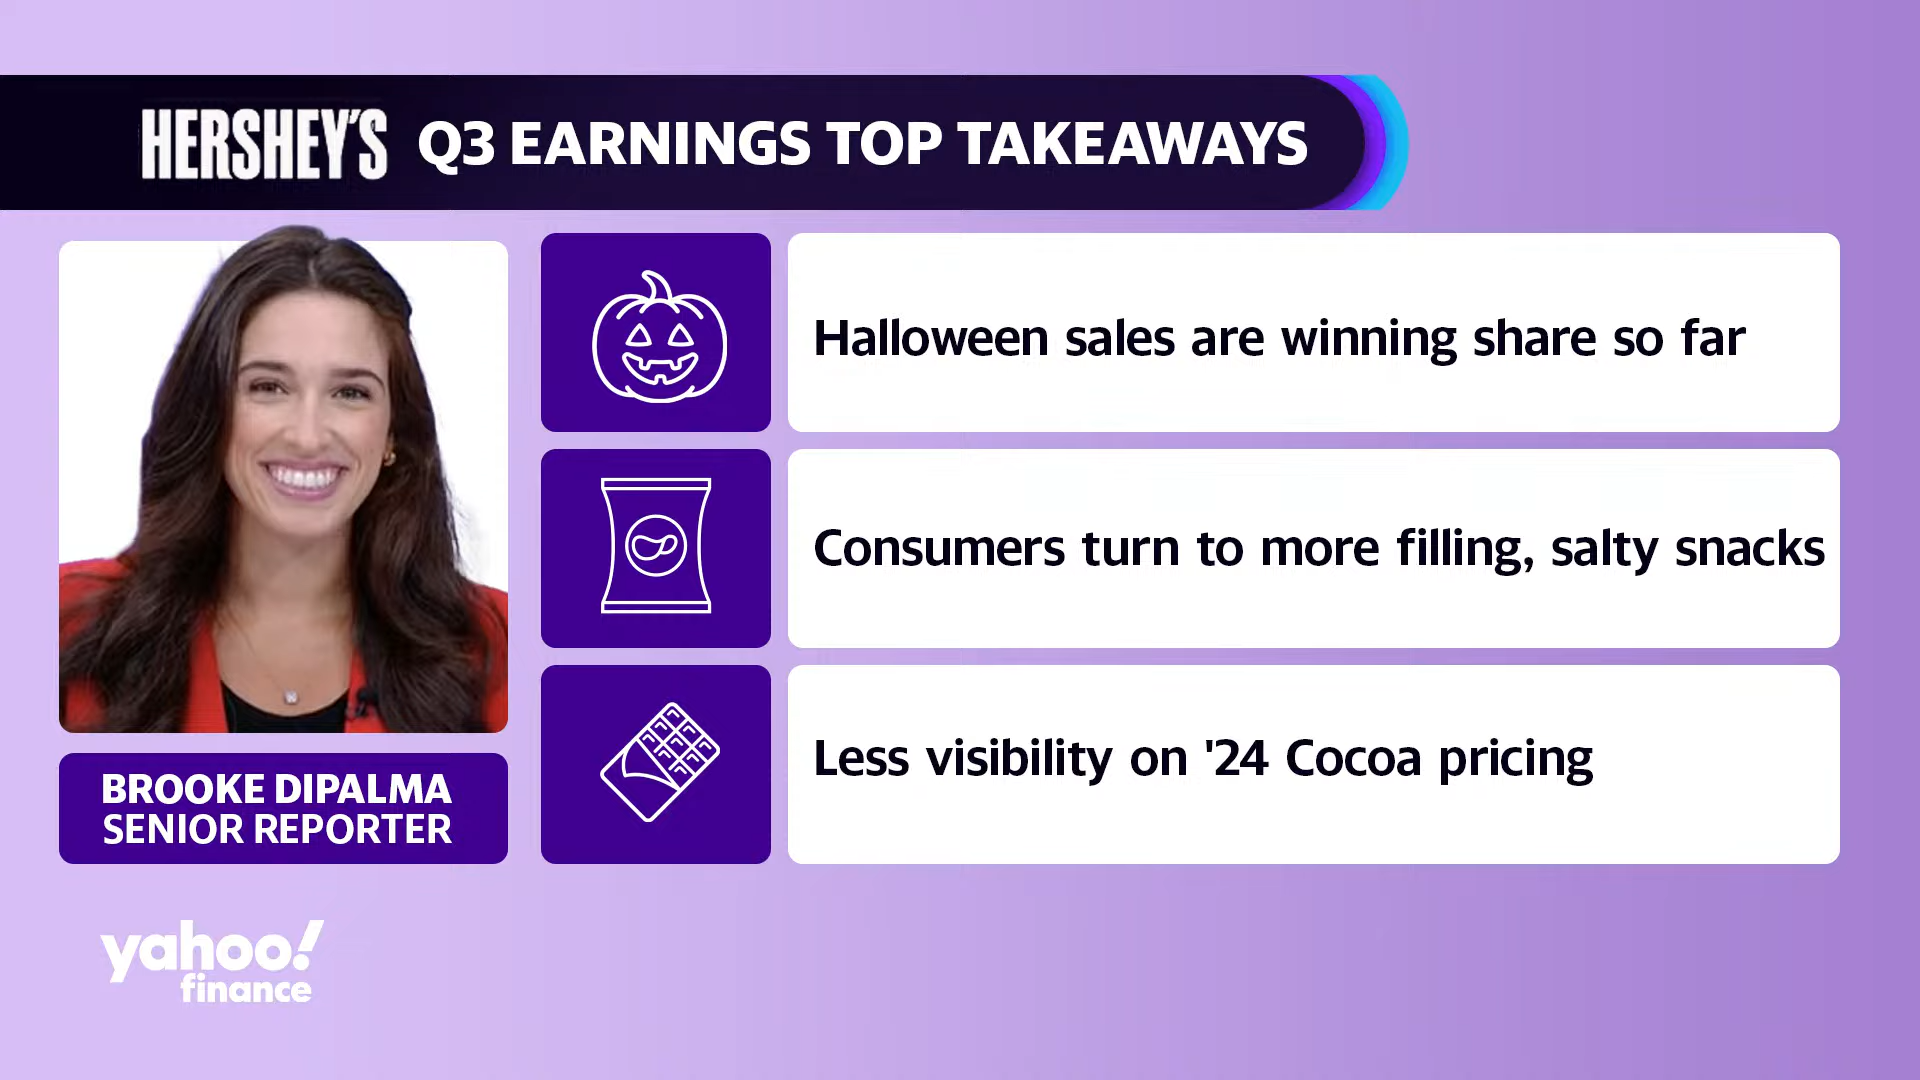 HERSHEY'S Q3 EARNINGS TOP TAKEAWAYS
Halloween sales are winning share so far
Consumers turn to more filling, salty snacks
Less visibility on '24 Cocoa pricing
BROOKE DIPALMA
SENIOR REPORTER
yahoo!
finance